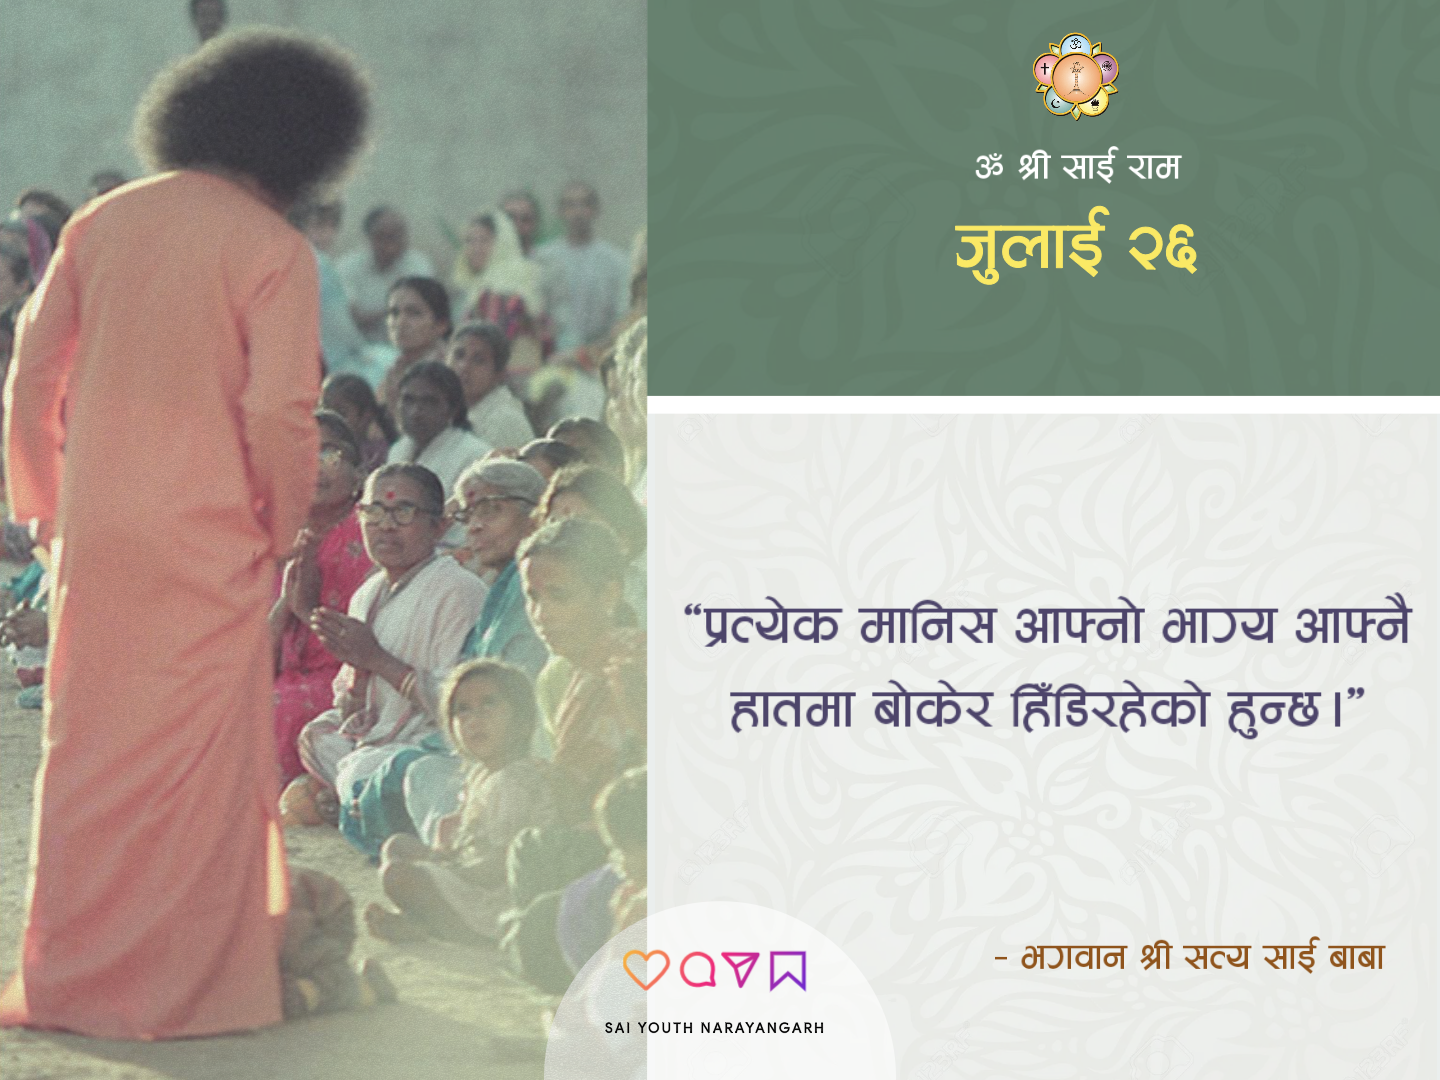 ॐ श्री साई राम
जुलाई २६
“प्रत्येक मानिस आफ्नो भाग्य आफ्नै
हातमा बोकेर हिँडिरहेको हुन्छ।”
- भगवान श्री सत्य साई बाबा
SAI YOUTH NARAYANGARH